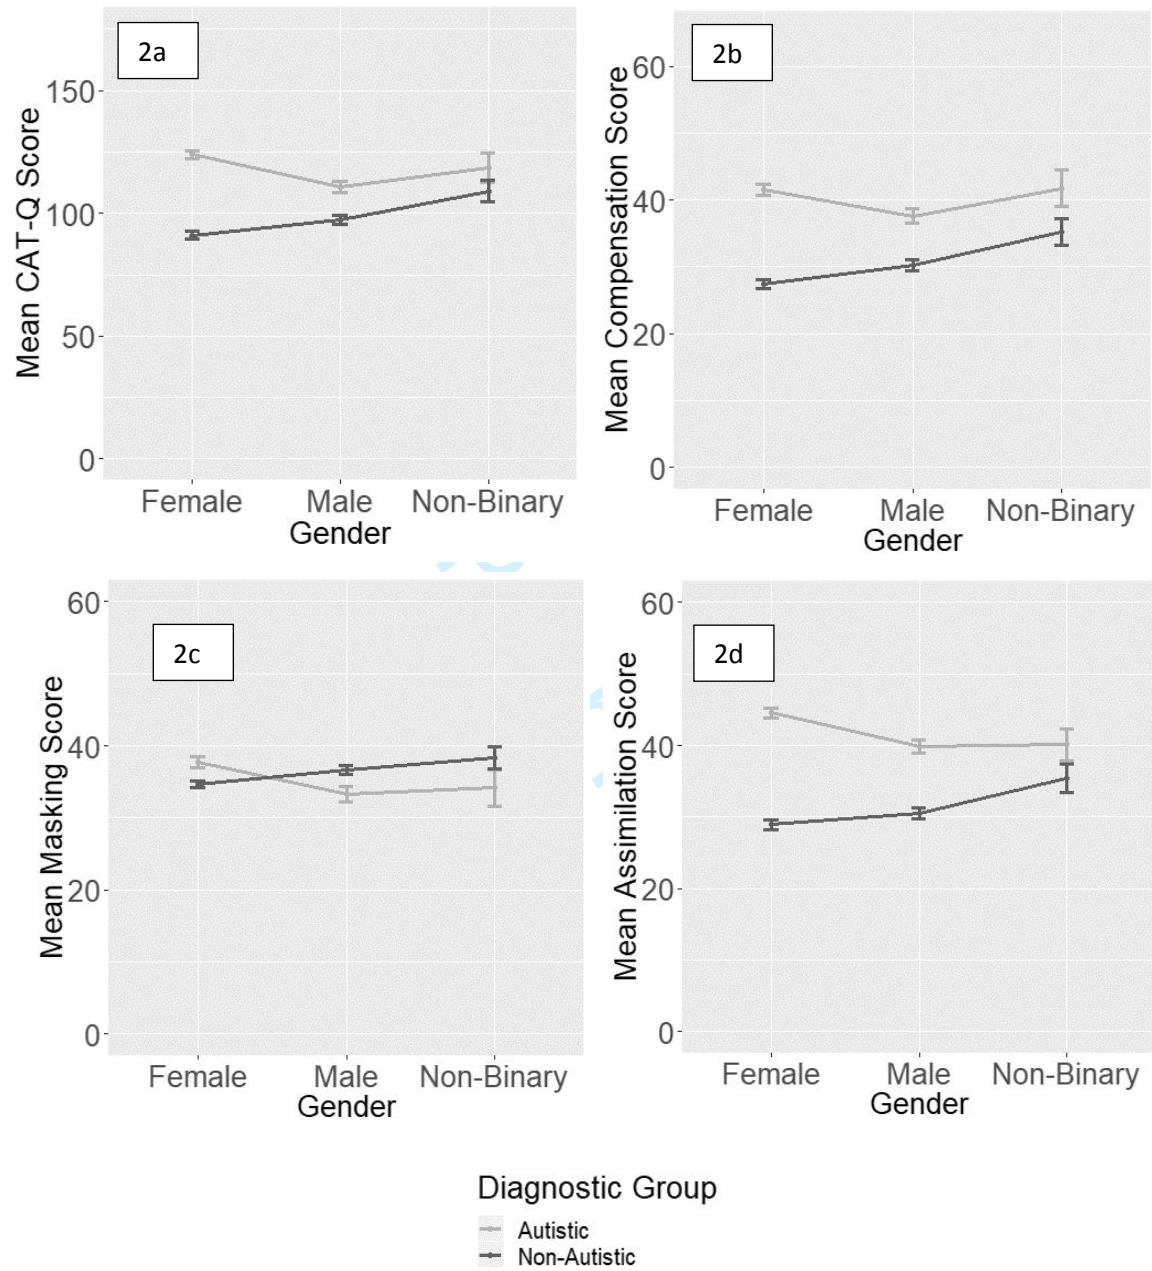 2a
Mean CAT-Q Score
150
100
50
0
Female Male Non-Binary
Gender
2b
Mean Compensation Score
60
40
20
0
Female Male Non-Binary
Gender
2c
Mean Masking Score
60
40
20
0
Female Male Non-Binary
Gender
2d
Mean Assimilation Score
60
40
20
0
Female Male Non-Binary
Gender
Diagnostic Group
Autistic
Non-Autistic